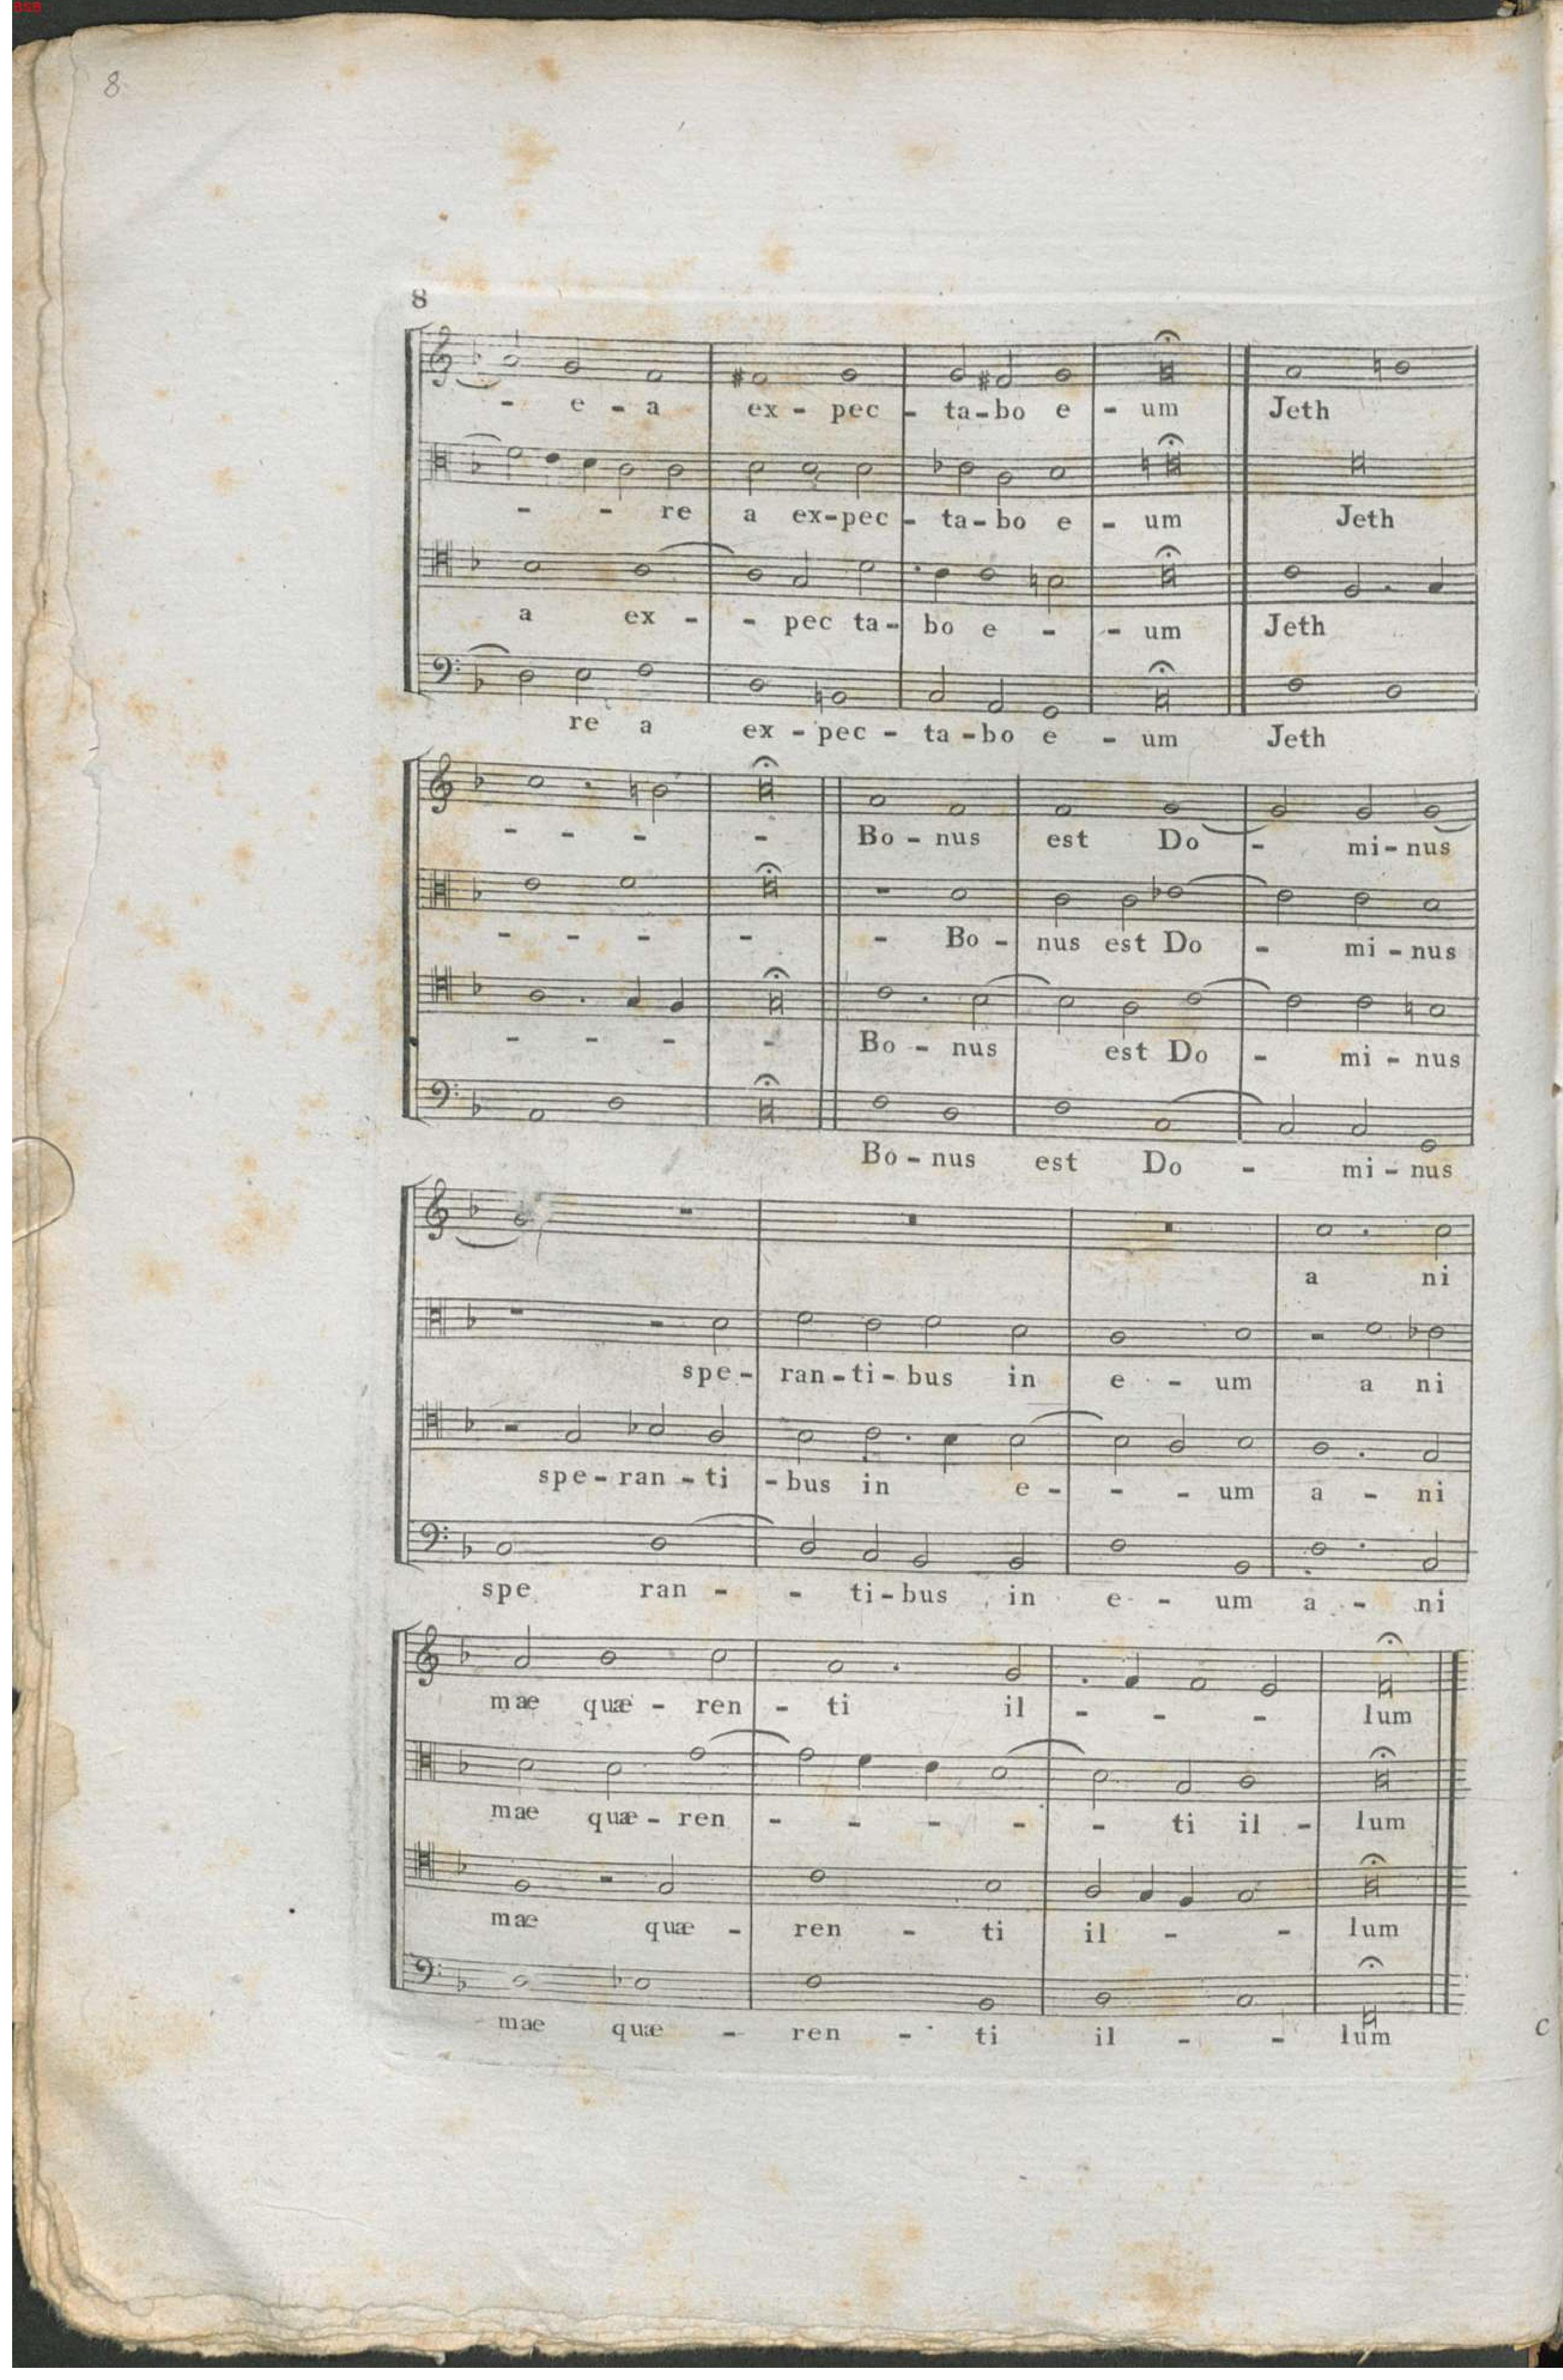 BSB
8
8
- e - a ex - pec - ta-bo e - um Jeth
- - re a ex-pec - ta-bo e - um Jeth
a ex - - pec ta- bo e - - um Jeth
re a ex - pec - ta -bo e - um Jeth
- - - - Bo - nus est Do - mi - nus
- - - - - Bo - nus est Do - mi - nus
- - - - Bo - nus est Do - mi - nus
Bo - nus est Do - mi - nus
a ni
spe - ran - ti - bus in e - um a ni
spe - ran - ti - bus in e - - - um a - ni
spe ran - - ti - bus in e - um a - ni
mae quæ - ren - ti il - - - lum
mae quæ - ren - - - - - ti il - lum
mae quæ - ren - ti il - - lum
mae quæ - ren - ti il - - lum
C